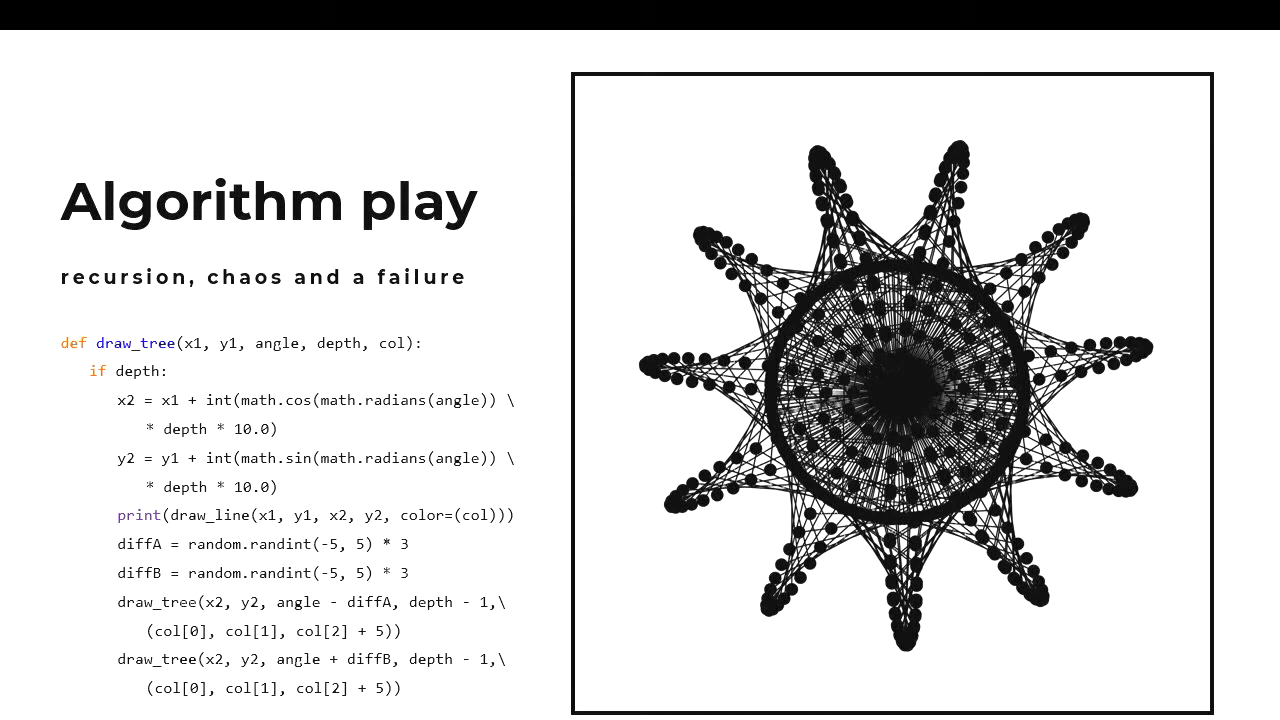 Algorithm play
recursion, chaos and a failure
def draw_tree(x1, y1, angle, depth, col):
if depth:
x2 = x1 + int(math.cos(math.radians(angle)) \
* depth * 10.0)
y2 = y1 + int(math.sin(math.radians(angle)) \
* depth * 10.0)
print(draw_line(x1, y1, x2, y2, color=(col)))
diffA = random.randint(-5, 5) * 3
diffB = random.randint(-5, 5) * 3
draw_tree(x2, y2, angle - diffA, depth - 1,\
(col[0], col[1], col[2] + 5))
draw_tree(x2, y2, angle + diffB, depth - 1,\
(col[0], col[1], col[2] + 5))